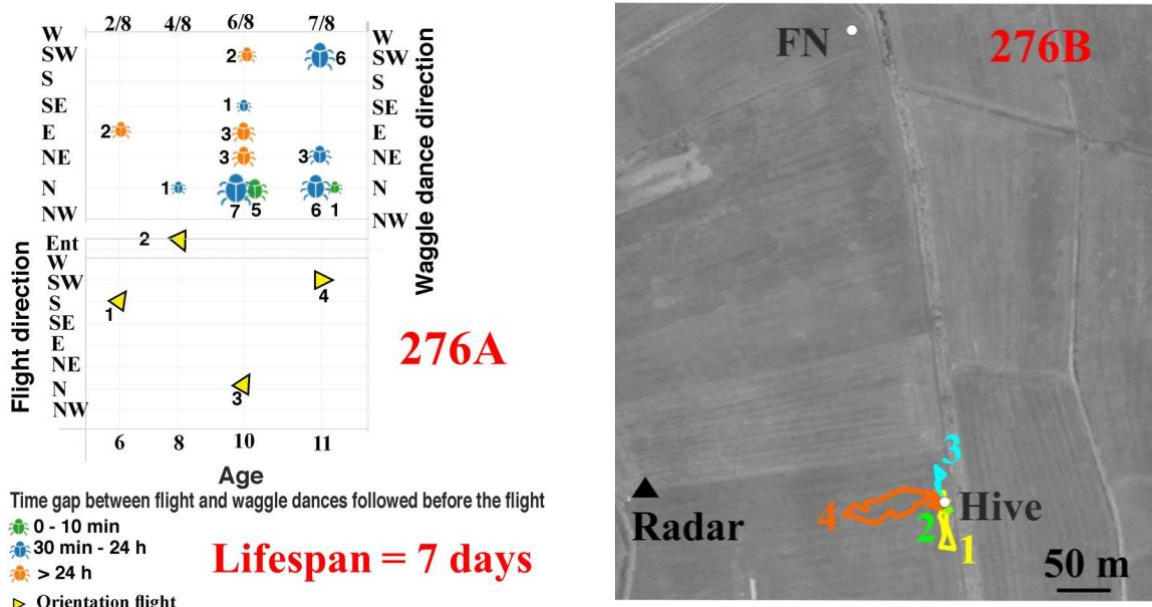 2/8 4/8 6/8 7/8
W W
SW 2 6 SW
S S
SE 1 SE
E 2 3 E
NE 3 3 NE
N 1 N
NW 7 5 6 1 NW
Waggle dance direction
Flight direction
Ent 2
W
SW
S 1 4
SE
E
NE
N
NW 3
6 8 10 11
Age
276A
Time gap between flight and waggle dances followed before the flight
0 - 10 min
30 min - 24 h
> 24 h
Orientation flight
Lifespan = 7 days
FN 276B
3
Hive
4
2
1
Radar
50 m